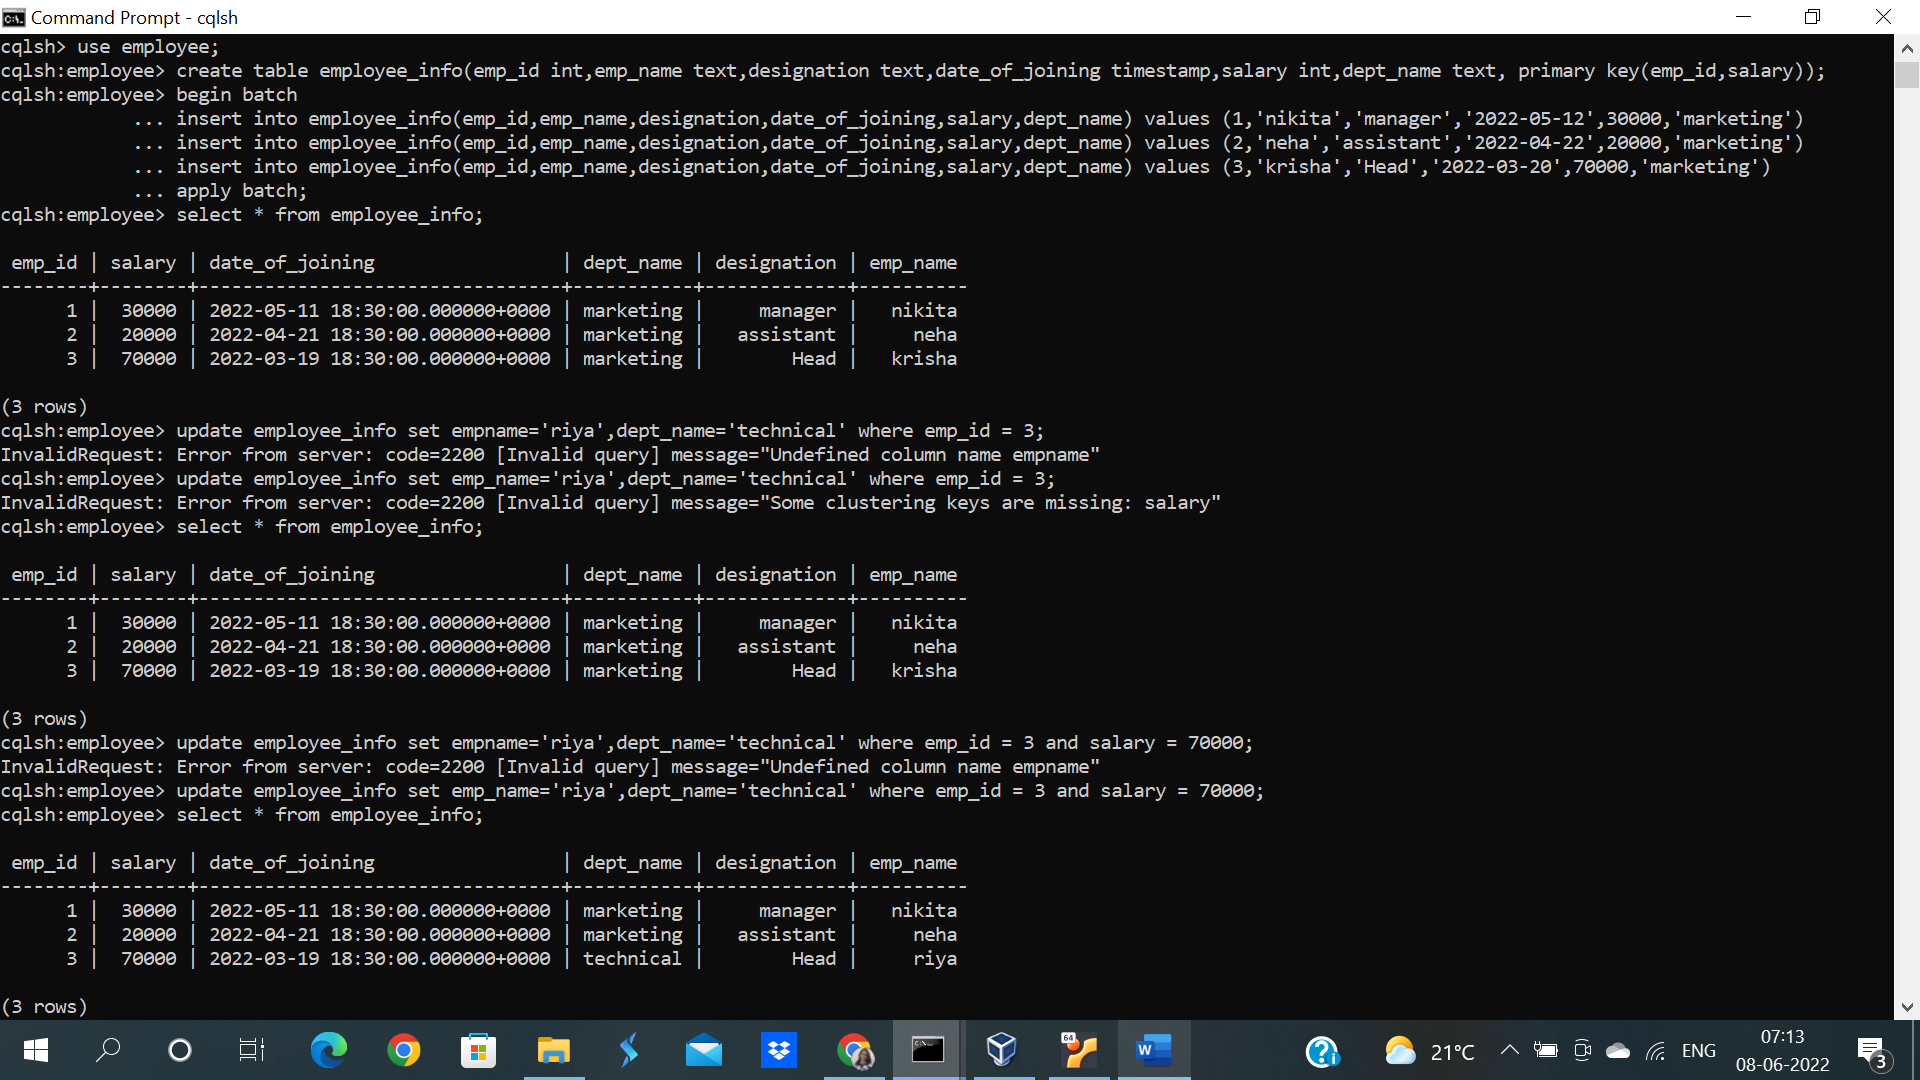 Command Prompt - cqlsh
cqlsh> use employee;
cqlsh:employee> create table employee_info(emp_id int,emp_name text,designation text,date_of_joining timestamp,salary int,dept_name text, primary key(emp_id,salary));
cqlsh:employee> begin batch
            ... insert into employee_info(emp_id,emp_name,designation,date_of_joining,salary,dept_name) values (1,'nikita','manager','2022-05-12',30000,'marketing')
            ... insert into employee_info(emp_id,emp_name,designation,date_of_joining,salary,dept_name) values (2,'neha','assistant','2022-04-22',20000,'marketing')
            ... insert into employee_info(emp_id,emp_name,designation,date_of_joining,salary,dept_name) values (3,'krisha','Head','2022-03-20',70000,'marketing')
            ... apply batch;
cqlsh:employee> select * from employee_info;
 emp_id | salary | date_of_joining                 | dept_name | designation | emp_name
--------+--------+---------------------------------+-----------+-------------+----------
      1 |  30000 | 2022-05-11 18:30:00.000000+0000 | marketing |     manager |   nikita
      2 |  20000 | 2022-04-21 18:30:00.000000+0000 | marketing |   assistant |     neha
      3 |  70000 | 2022-03-19 18:30:00.000000+0000 | marketing |        Head |   krisha
(3 rows)
cqlsh:employee> update employee_info set empname='riya',dept_name='technical' where emp_id = 3;
InvalidRequest: Error from server: code=2200 [Invalid query] message="Undefined column name empname"
cqlsh:employee> update employee_info set emp_name='riya',dept_name='technical' where emp_id = 3;
InvalidRequest: Error from server: code=2200 [Invalid query] message="Some clustering keys are missing: salary"
cqlsh:employee> select * from employee_info;
 emp_id | salary | date_of_joining                 | dept_name | designation | emp_name
--------+--------+---------------------------------+-----------+-------------+----------
      1 |  30000 | 2022-05-11 18:30:00.000000+0000 | marketing |     manager |   nikita
      2 |  20000 | 2022-04-21 18:30:00.000000+0000 | marketing |   assistant |     neha
      3 |  70000 | 2022-03-19 18:30:00.000000+0000 | marketing |        Head |   krisha
(3 rows)
cqlsh:employee> update employee_info set empname='riya',dept_name='technical' where emp_id = 3 and salary = 70000;
InvalidRequest: Error from server: code=2200 [Invalid query] message="Undefined column name empname"
cqlsh:employee> update employee_info set emp_name='riya',dept_name='technical' where emp_id = 3 and salary = 70000;
cqlsh:employee> select * from employee_info;
 emp_id | salary | date_of_joining                 | dept_name | designation | emp_name
--------+--------+---------------------------------+-----------+-------------+----------
      1 |  30000 | 2022-05-11 18:30:00.000000+0000 | marketing |     manager |   nikita
      2 |  20000 | 2022-04-21 18:30:00.000000+0000 | marketing |   assistant |     neha
      3 |  70000 | 2022-03-19 18:30:00.000000+0000 | technical |        Head |     riya
(3 rows)
64
W
21°C
ENG
07:13
08-06-2022
3